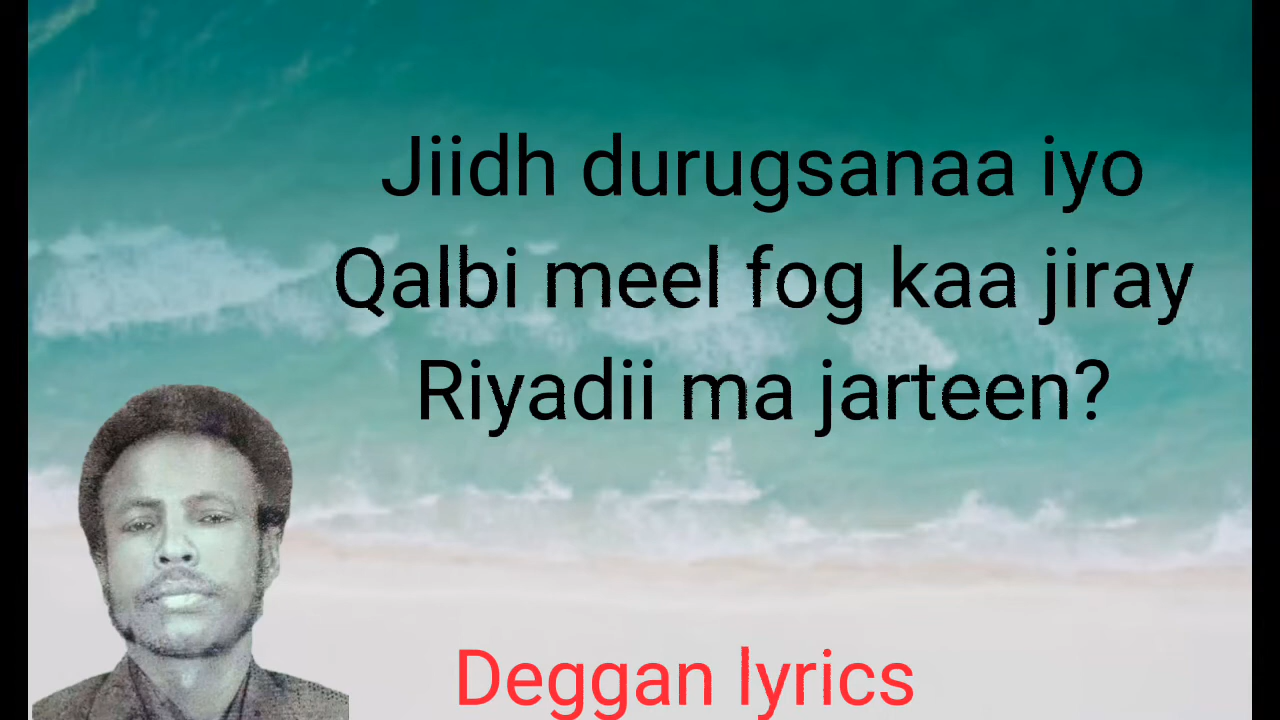 Jiidh durugsanaa iyo
Qalbi meel fog kaa jiray
Riyadii ma jarteen?
Deggan lyrics